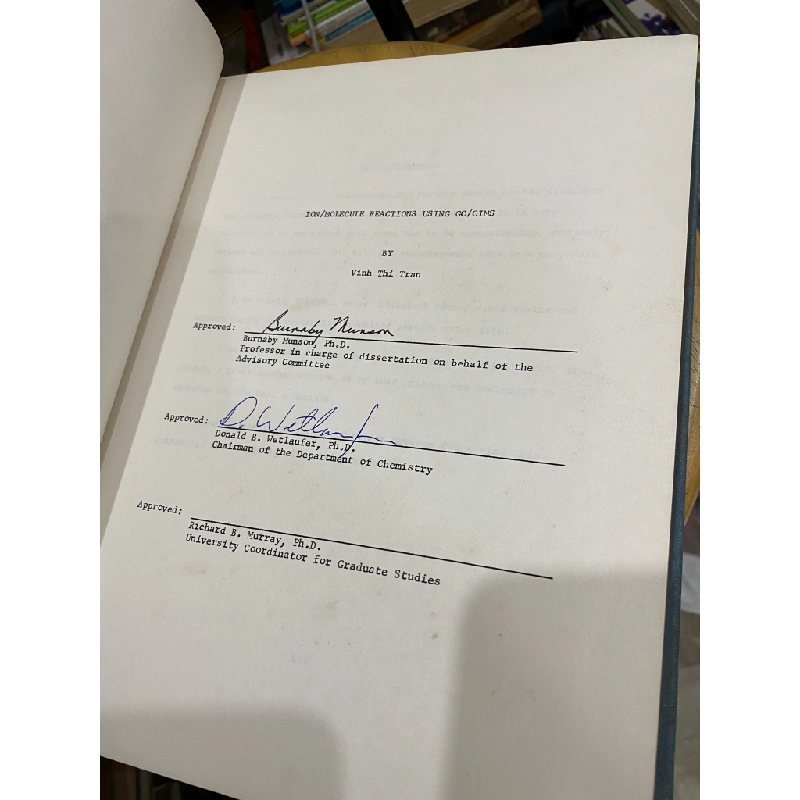 ION/MOLECULE REACTIONS USING GC/CIMS
BY
Vinh Thi Tran
Approved: Burnaby Munson
Burnaby Munson, Ph.D.
Professor in charge of dissertation on behalf of the
Advisory Committee
Approved: D. Wetlaufer
Donald B. Wetlaufer, Ph.D.
Chairman of the Department of Chemistry
Approved:
Richard B. Murray, Ph.D.
University Coordinator for Graduate Studies